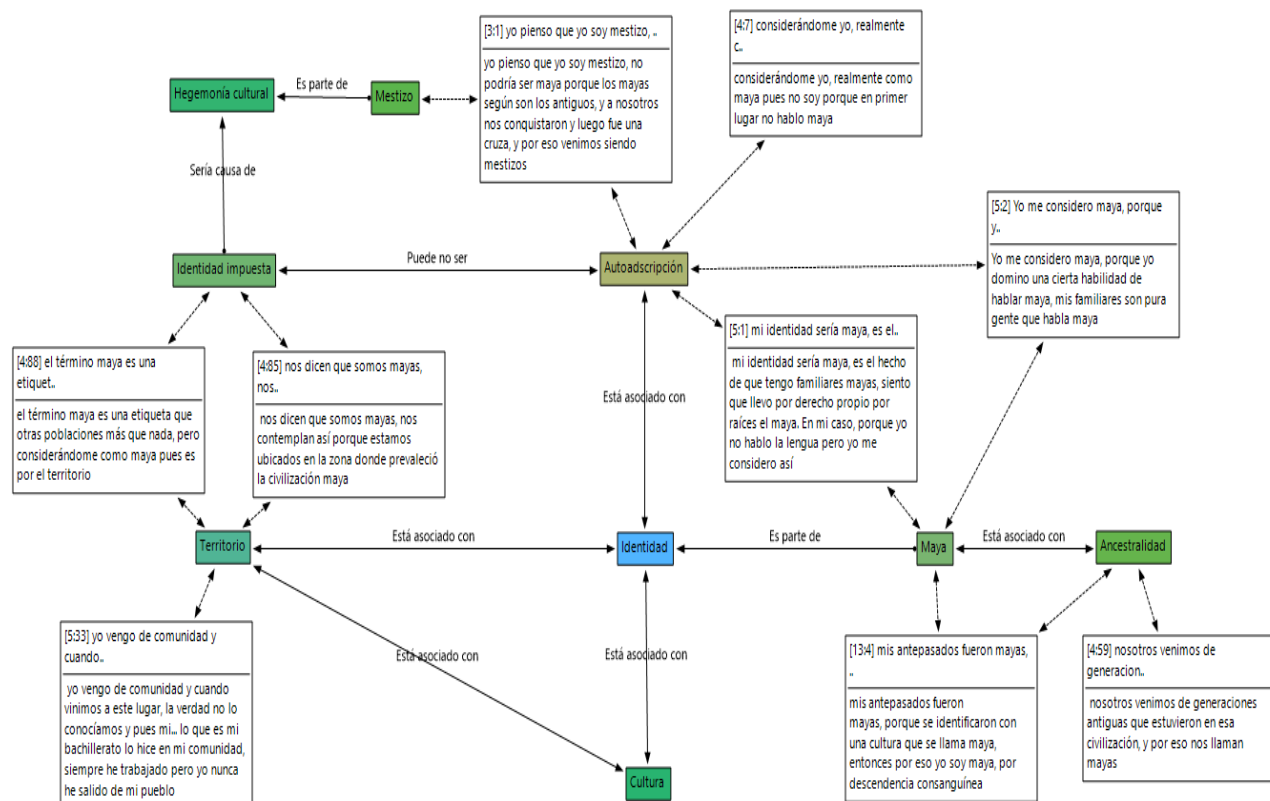 [3:1] yo pienso que yo soy mestizo, ..
yo pienso que yo soy mestizo, no
podría ser maya porque los mayas
según son los antiguos, y a nosotros
nos conquistaron y luego fue una
cruza, y por eso venimos siendo
mestizos
[4:7] considerándome yo, realmente
c..
considerándome yo, realmente como
maya pues no soy porque en primer
lugar no hablo maya
Hegemonía cultural
Es parte de
Mestizo
Sería causa de
[5:2] Yo me considero maya, porque
y..
Yo me considero maya, porque yo
domino una cierta habilidad de
hablar maya, mis familiares son pura
gente que habla maya
Identidad impuesta
Puede no ser
Autoadscripción
[4:88] el término maya es una
etiquet..
el término maya es una etiqueta que
otras poblaciones más que nada, pero
considerándome como maya pues es
por el territorio
[4:85] nos dicen que somos mayas,
nos..
nos dicen que somos mayas, nos
contemplan así porque estamos
ubicados en la zona donde prevaleció
la civilización maya
Está asociado con
[5:1] mi identidad sería maya, es el..
mi identidad sería maya, es el hecho
de que tengo familiares mayas, siento
que llevo por derecho propio por
raíces el maya. En mi caso, porque yo
no hablo la lengua pero yo me
considero así
Territorio
Está asociado con
Identidad
Es parte de
Maya
Está asociado con
Ancestralidad
[5:33] yo vengo de comunidad y
cuando..
yo vengo de comunidad y cuando
vinimos a este lugar, la verdad no lo
conocíamos y pues mi... lo que es mi
bachillerato lo hice en mi comunidad,
siempre he trabajado pero yo nunca
he salido de mi pueblo
Está asociado con
Está asociado con
[13:4] mis antepasados fueron mayas,
..
mis antepasados fueron
mayas, porque se identificaron con
una cultura que se llama maya,
entonces por eso yo soy maya, por
descendencia consanguínea
[4:59] nosotros venimos de
generacion..
nosotros venimos de generaciones
antiguas que estuvieron en esa
civilización, y por eso nos llaman
mayas
Cultura